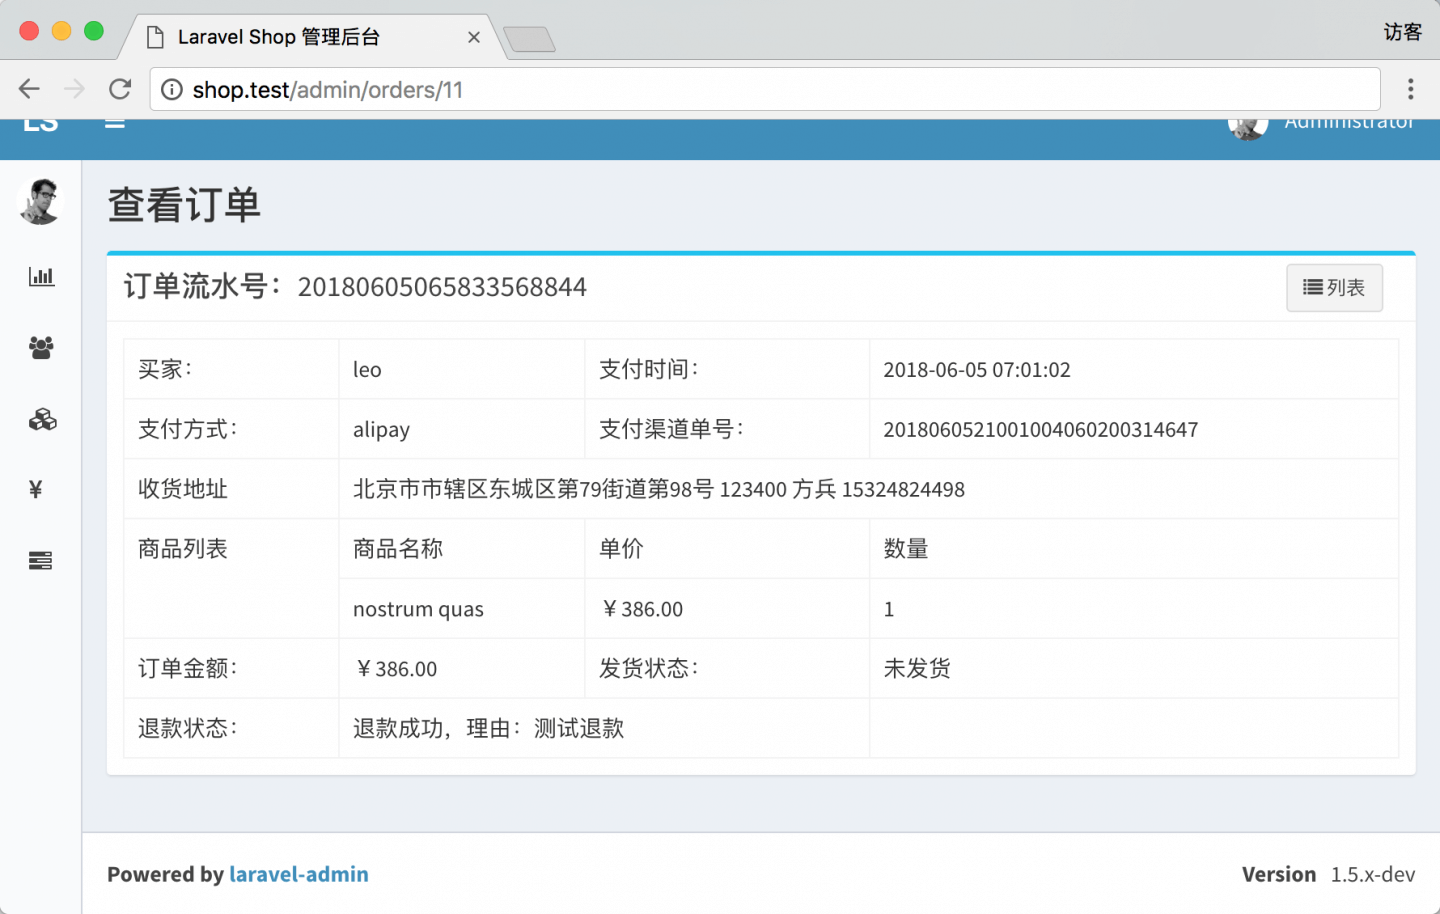 Laravel Shop 管理后台
访客
shop.test/admin/orders/11
LS Administrator
查看订单
订单流水号：20180605065833568844 列表
买家： leo 支付时间： 2018-06-05 07:01:02
支付方式： alipay 支付渠道单号： 2018060521001004060200314647
收货地址 北京市市辖区东城区第79街道第98号 123400 方兵 15324824498
商品列表 商品名称 单价 数量
nostrum quas ￥386.00 1
订单金额： ￥386.00 发货状态： 未发货
退款状态： 退款成功，理由：测试退款
Powered by laravel-admin Version 1.5.x-dev